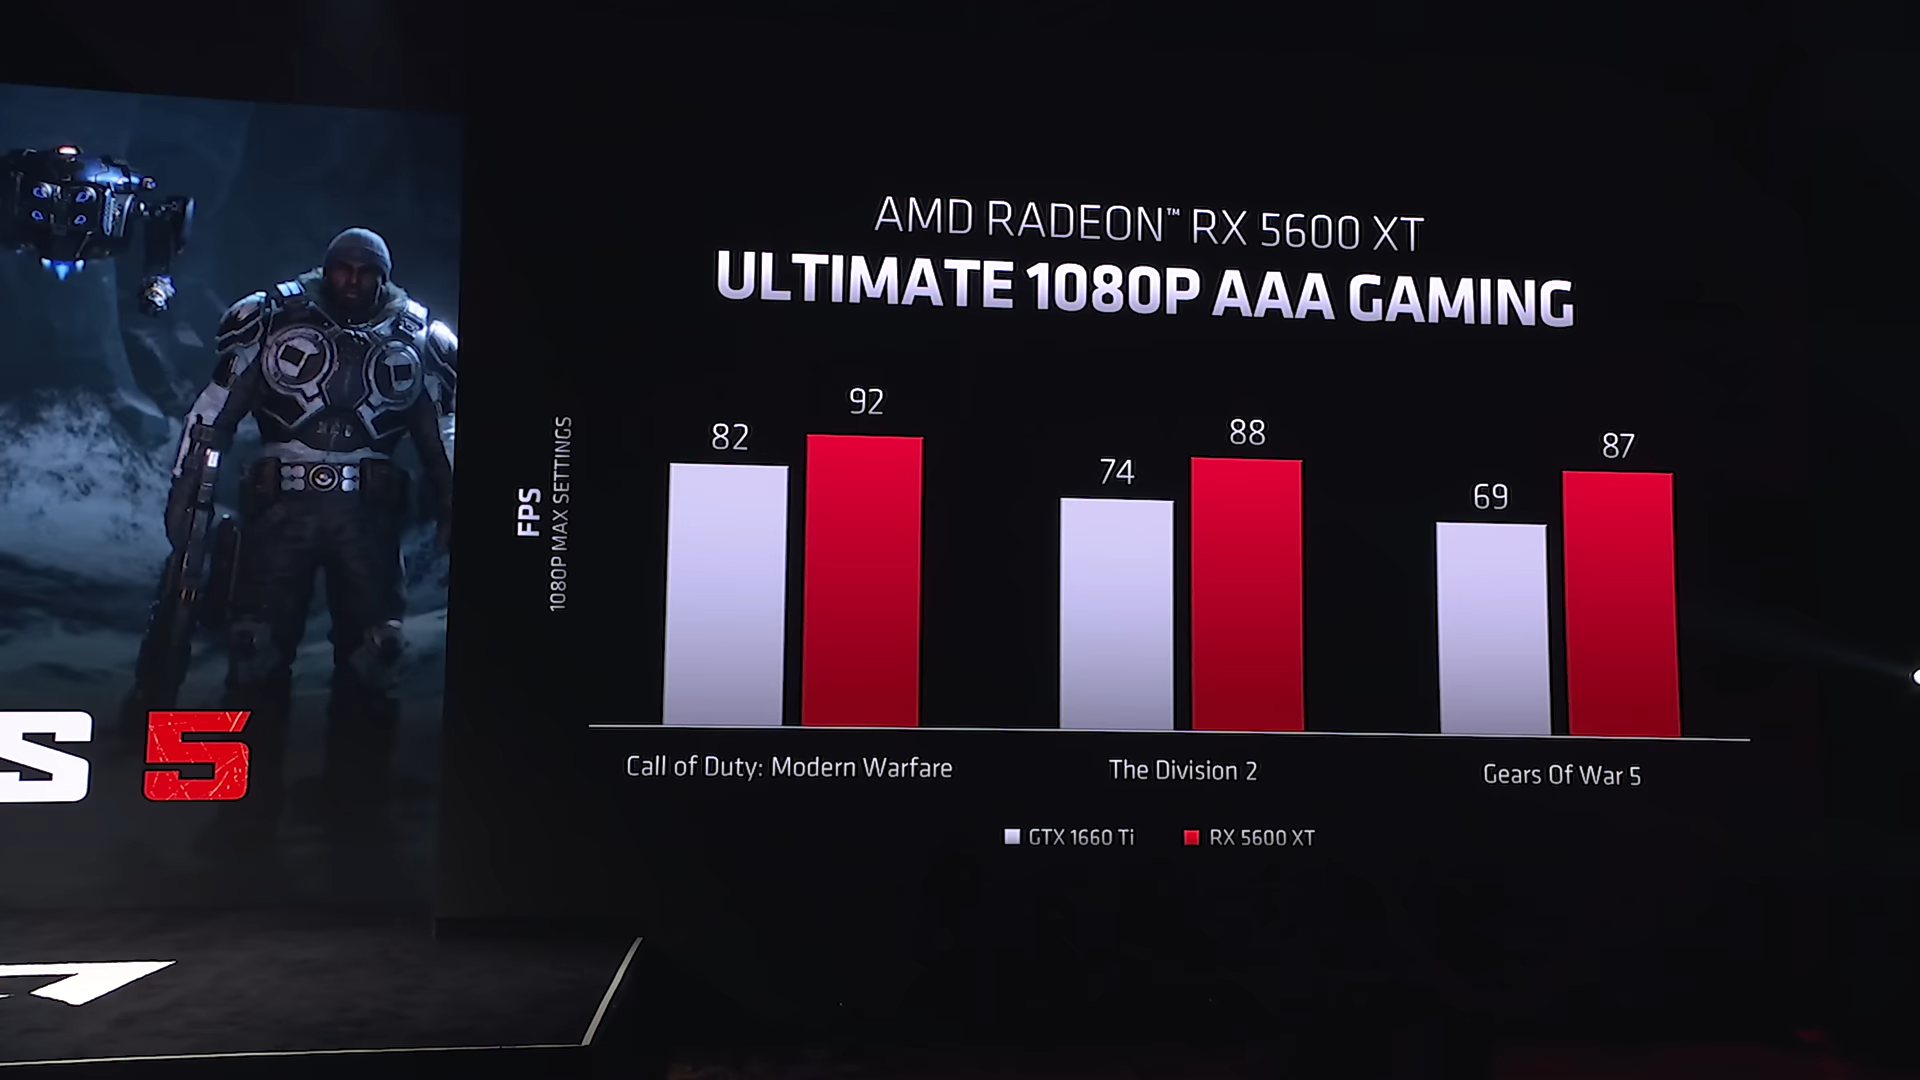 AMD RADEON™ RX 5600 XT
ULTIMATE 1080P AAA GAMING
FPS
1080P MAX SETTINGS
82
92
74
88
69
87
Call of Duty: Modern Warfare
The Division 2
Gears Of War 5
GTX 1660 Ti
RX 5600 XT
S 5